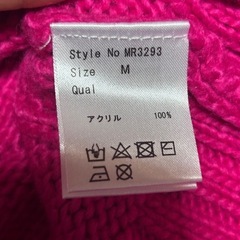 Style No MR3293
Size M
Qual
アクリル 100%